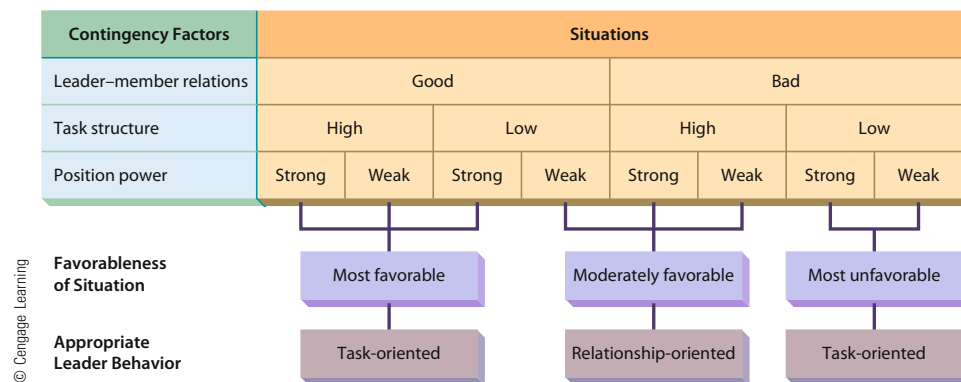 Contingency Factors Situations
Leader–member relations Good Bad
Task structure High Low High Low
Position power Strong Weak Strong Weak Strong Weak Strong Weak
Favorableness
of Situation
Most favorable Moderately favorable Most unfavorable
Appropriate
Leader Behavior
Task-oriented Relationship-oriented Task-oriented
© Cengage Learning